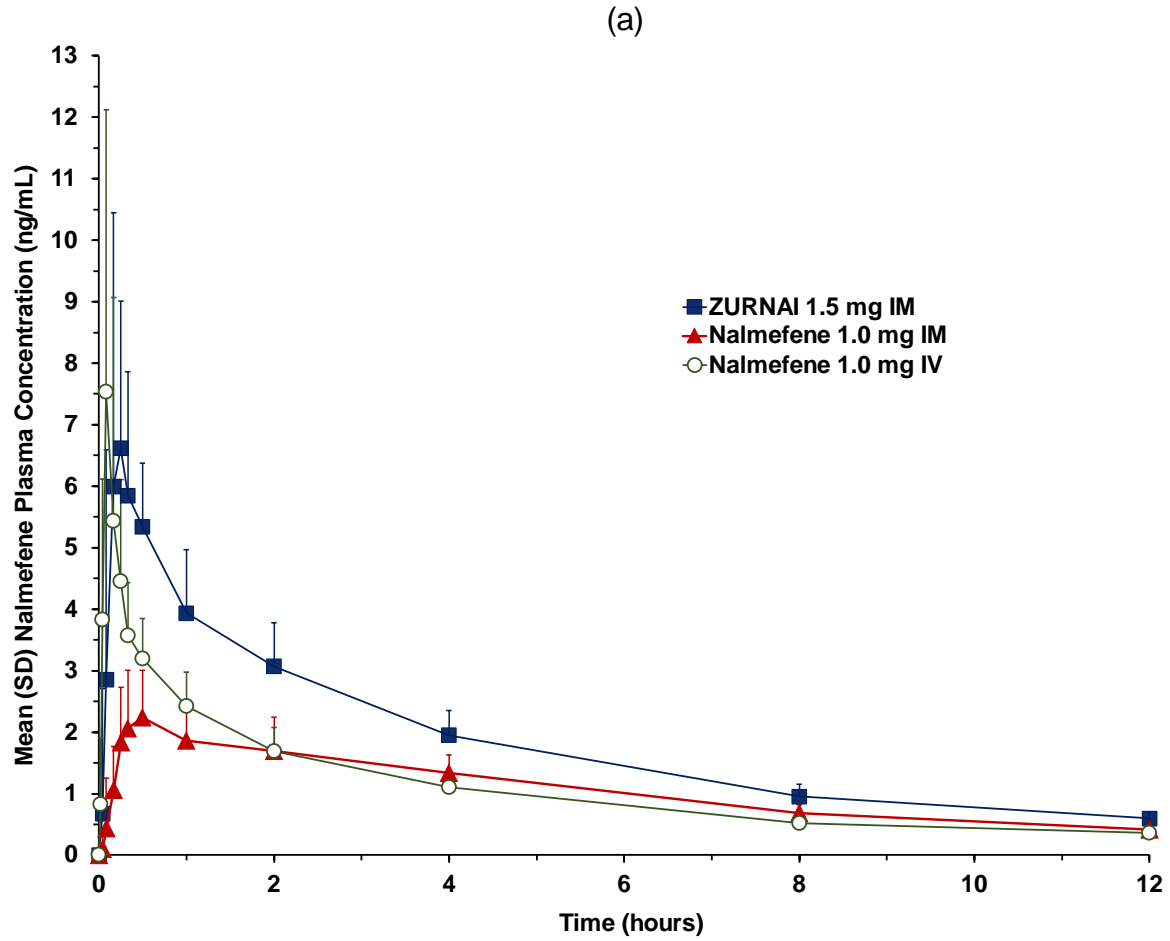 (a)
Mean (SD) Nalmefene Plasma Concentration (ng/mL)
13
12
11
10
9
8
7
6
5
4
3
2
1
0
ZURNAI 1.5 mg IM
Nalmefene 1.0 mg IM
Nalmefene 1.0 mg IV
0 2 4 6 8 10 12
Time (hours)